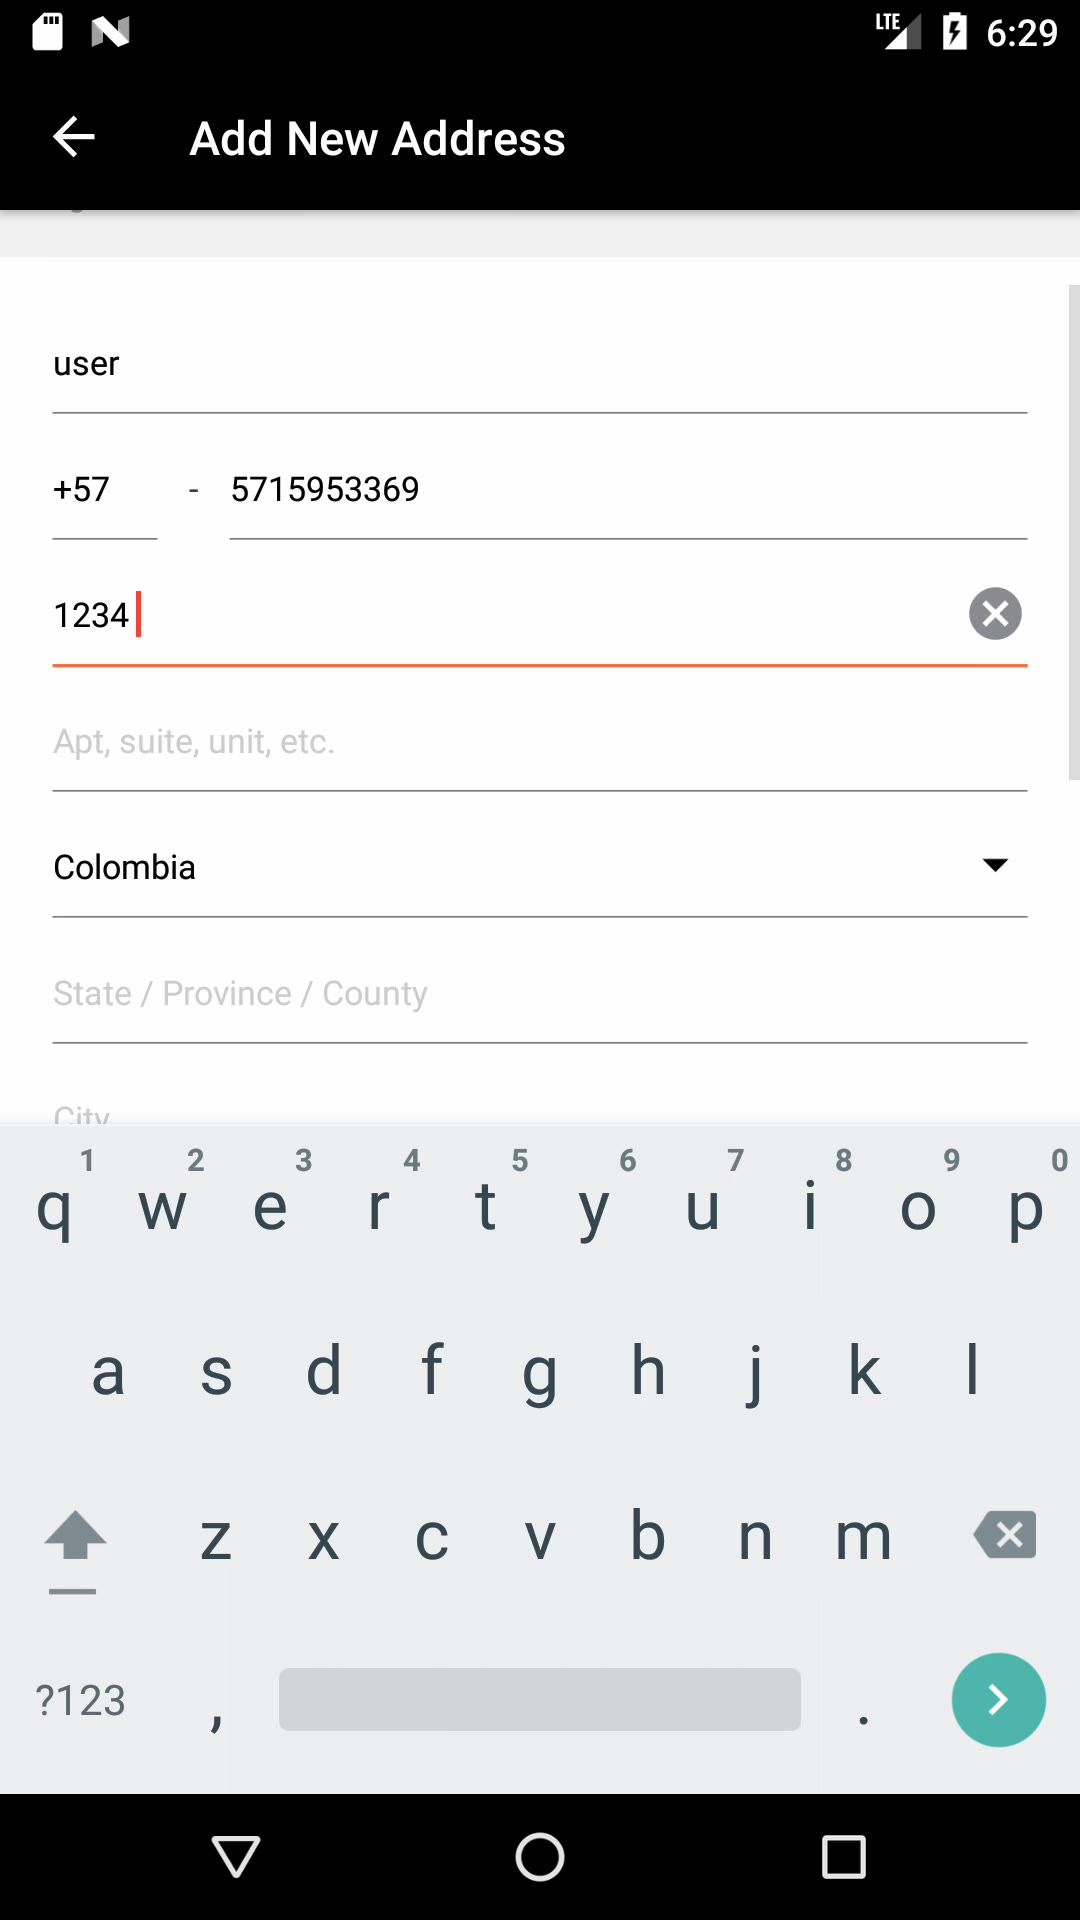 LTE 6:29
Add New Address
user
+57 - 5715953369
1234
Apt, suite, unit, etc.
Colombia
State / Province / County
City
1 2 3 4 5 6 7 8 9 0
q w e r t y u i o p
a s d f g h j k l
z x c v b n m
?123 , .